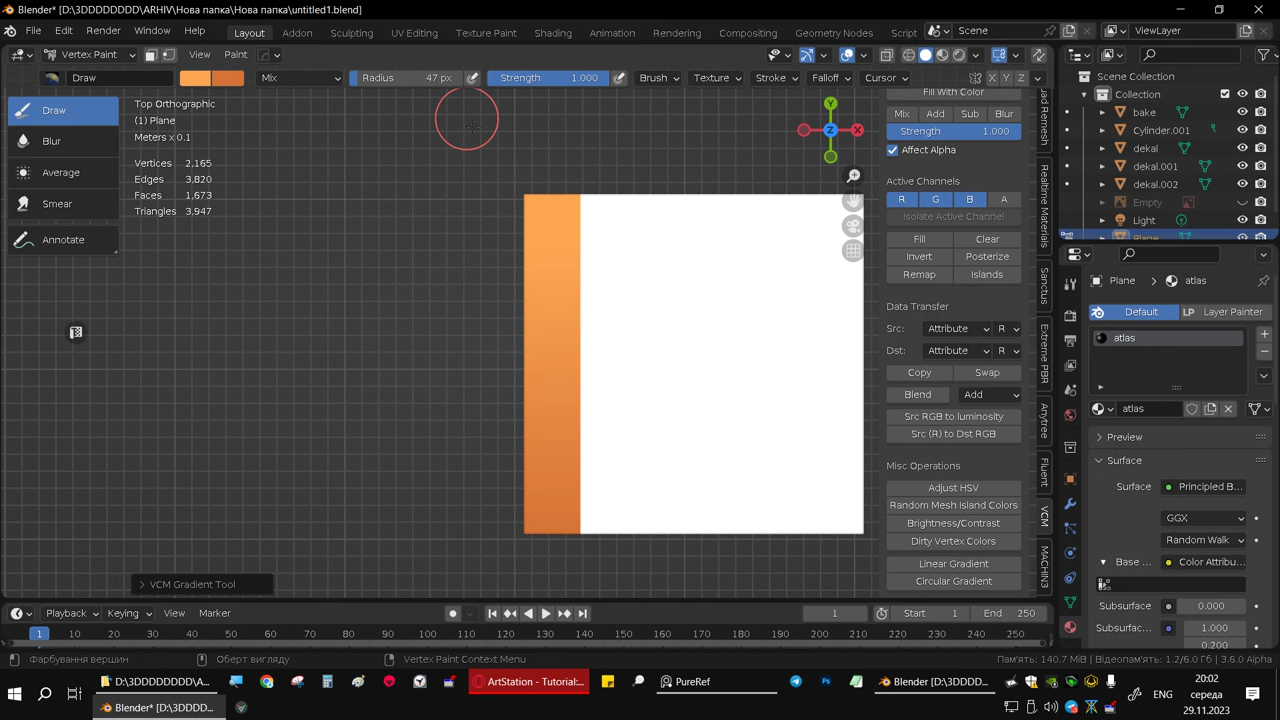 Blender* [D:\3DDDDDDDD\ARHIV\Нова папка\Нова папка\untitled1.blend]
File Edit Render Window Help Layout Adding Sculpting UV Editing Texture Paint Shading Animation Rendering Compositing Geometry Nodes Script Scene ViewLayer
Vertex Paint View Paint
Draw Mix Radius 47 px Strength 1.000 Brush Texture Stroke Falloff Cursor X Y Z
Draw
Blur
Average
Smear
Annotate
Top Orthographic
(1) Plane
Meters x 0.1
Vertices 2,165
Edges 3,820
Faces 1,673
Triangles 3,947
Y
Z X
VCM Gradient Tool
Fill With Color
Mix Add Sub Blur
Strength 1.000
Affect Alpha
Active Channels
R G B A
Isolate Active Channel
Fill Clear
Invert Posterize
Remap Islands
Data Transfer
Src: Attribute R
Dst: Attribute R
Copy Swap
Blend Add
Src RGB to luminosity
Src (R) to Dst RGB
Misc Operations
Adjust HSV
Random Mesh Island Colors
Brightness/Contrast
Dirty Vertex Colors
Linear Gradient
Circular Gradient
uad Remesh
Realtime Materials
Sanctus
Extreme PBR
Anytree
Fluent
VCM
MACHIN3
Scene Collection
Collection
bake
Cylinder.001
dekal
dekal.001
dekal.002
Empty
Light
Plane
Plane atlas
Default LP Layer Painter
atlas
atlas
Preview
Surface
Surface Principled B...
GGX
Random Walk
Base ... Color Attribu...
Subsurface 0.000
Subsurfac... 1.000
0.200
Playback Keying View Marker 1 Start 1 End 250
1 10 20 30 40 50 60 70 80 90 100 110 120 130 140 150 160 170 180 190 200 210 220 230 240 250
Фарбування вершин Оберт вигляду Vertex Paint Context Menu Пам'ять: 140.7 MiB | Відеопам'ять: 1.2/6.0 Гб | 3.6.0 Alpha
D:\3DDDDDDDD\A... ArtStation - Tutorial:... PureRef Blender [D:\3DDDD...
Blender* [D:\3DDDD...
ENG
20:02
середа
29.11.2023